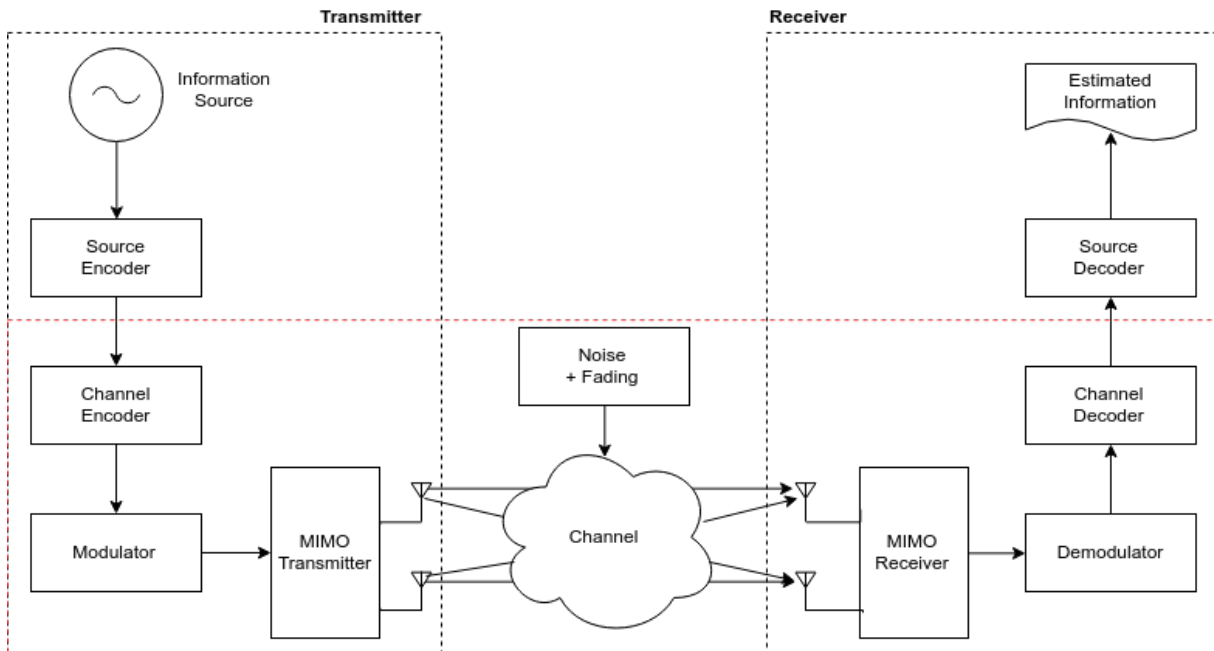 Transmitter
Receiver
Information
Source
Estimated
Information
Source
Encoder
Source
Decoder
Noise
+ Fading
Channel
Encoder
Channel
Decoder
Modulator
MIMO
Transmitter
Channel
MIMO
Receiver
Demodulator